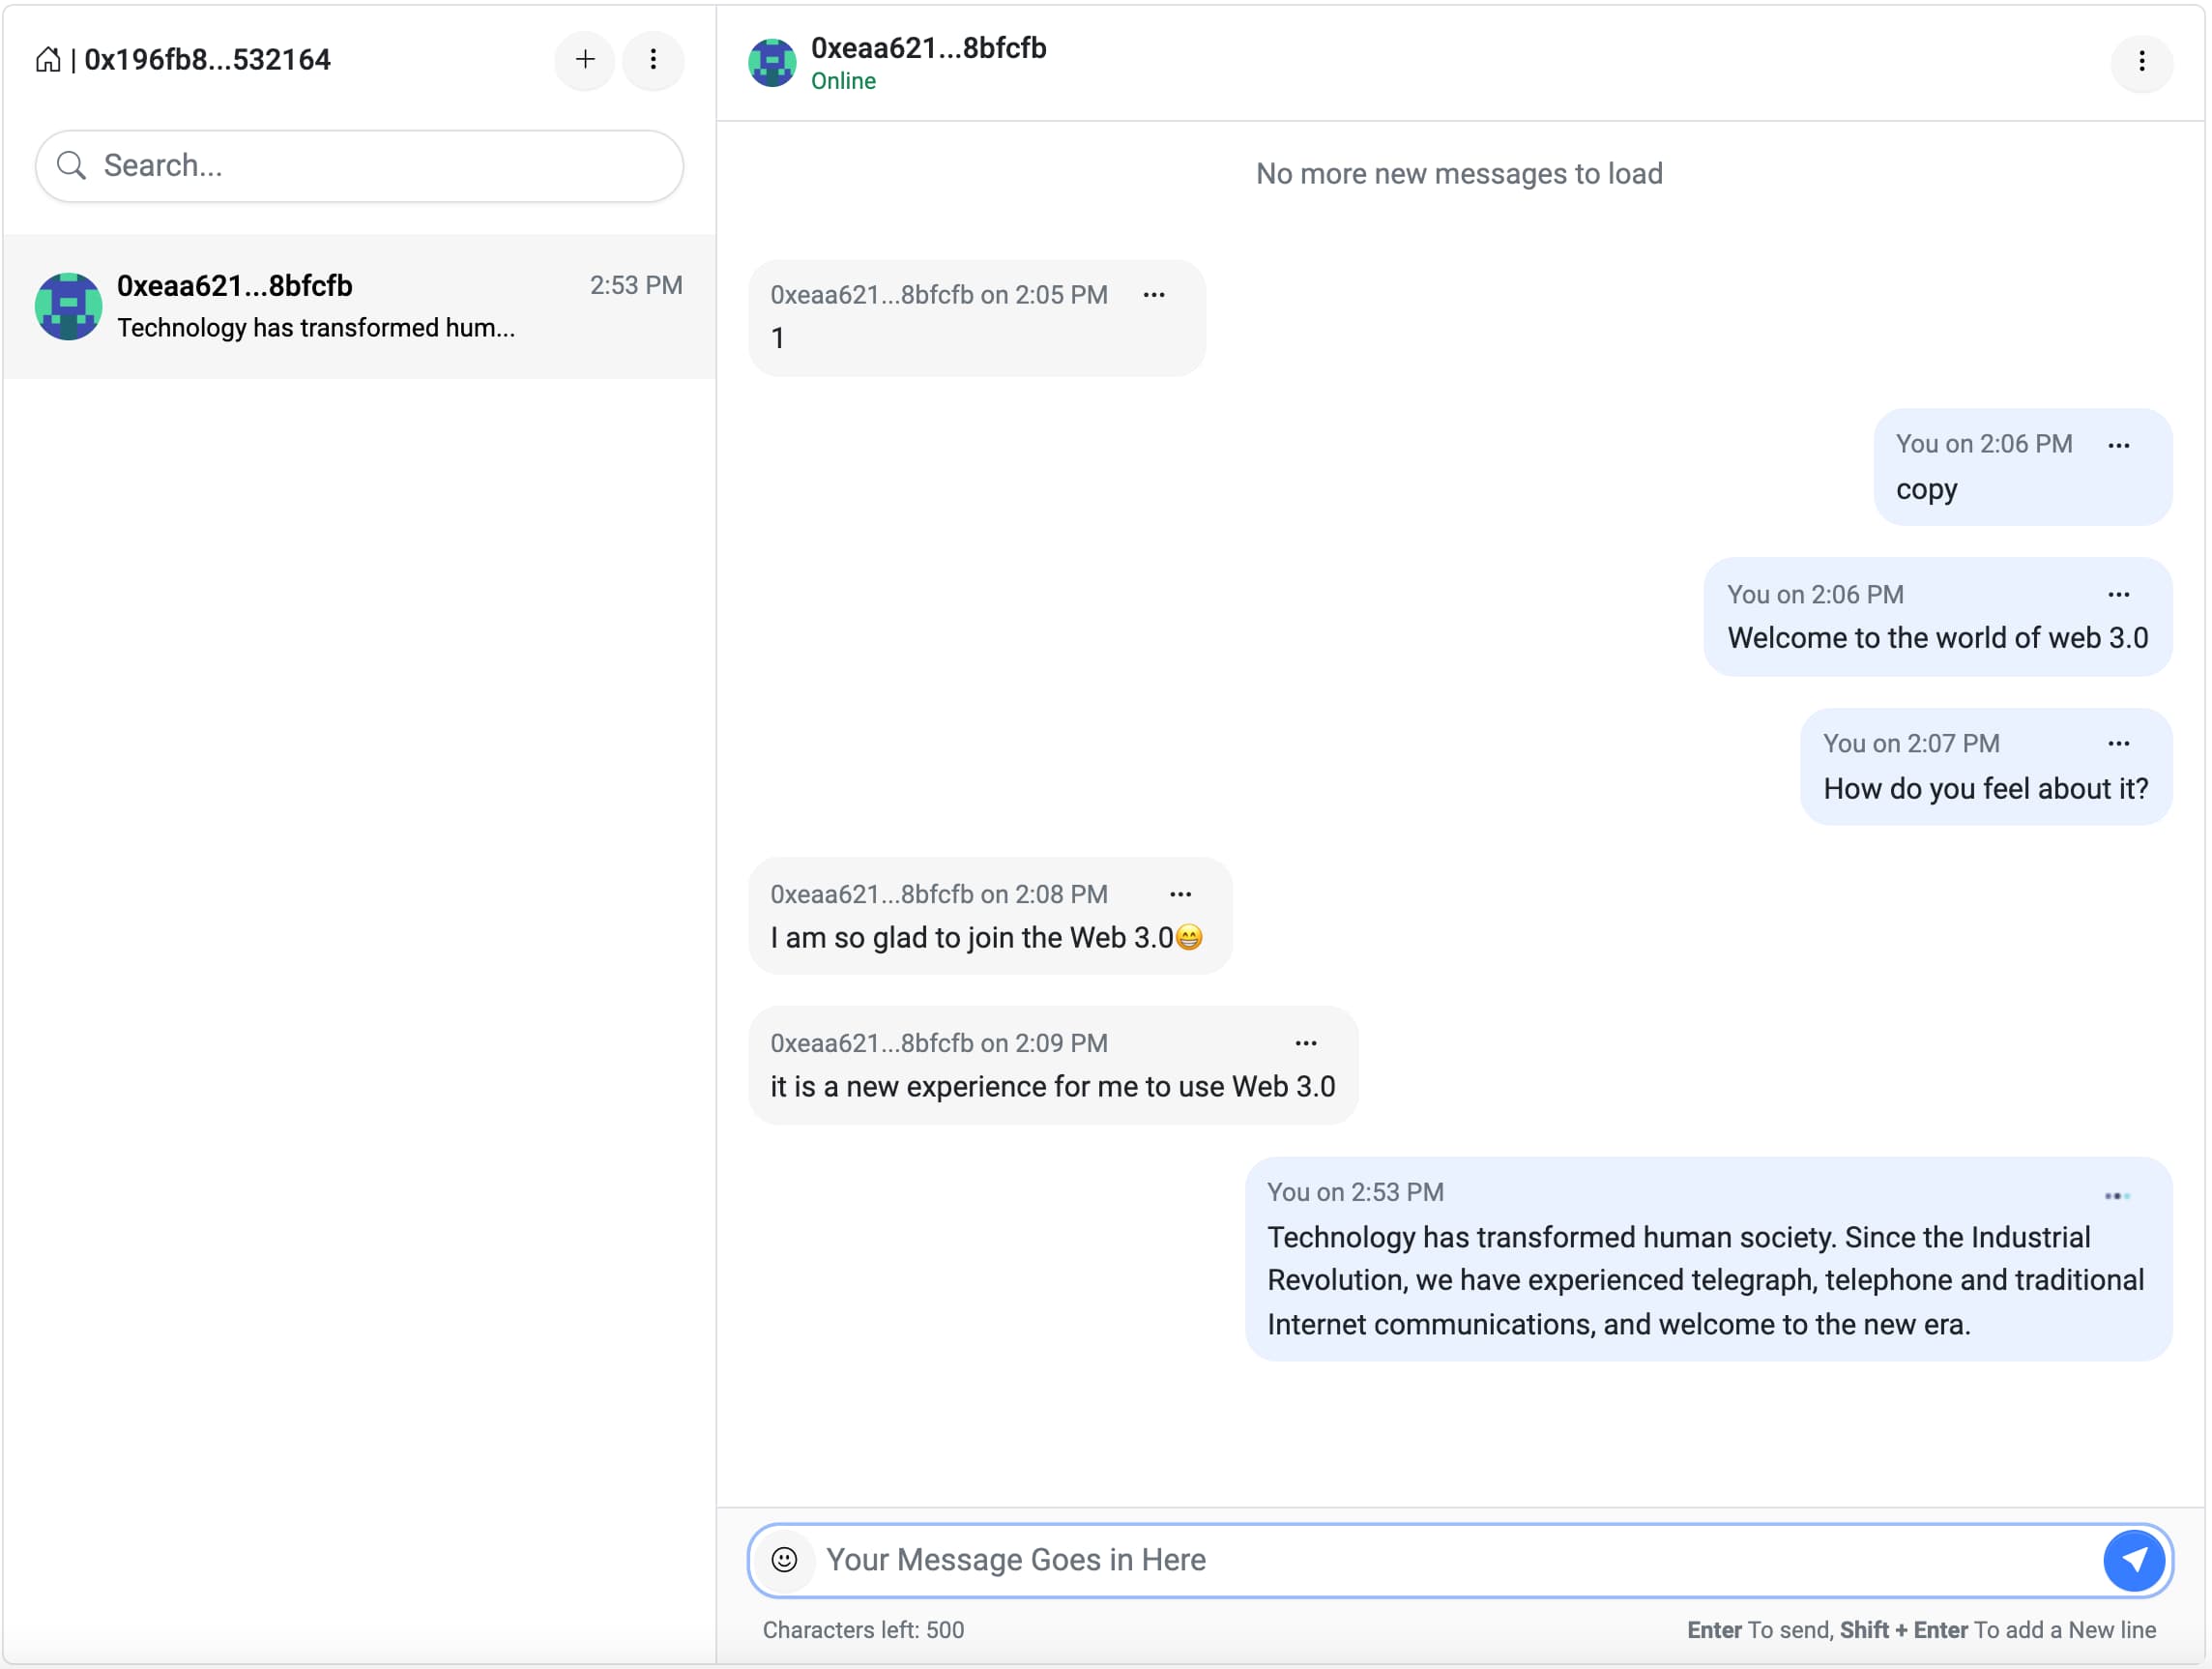 | 0x196fb8...532164
Search...
0xeaa621...8bfcfb
2:53 PM
Technology has transformed hum...
0xeaa621...8bfcfb
Online
No more new messages to load
0xeaa621...8bfcfb on 2:05 PM
1
You on 2:06 PM
copy
You on 2:06 PM
Welcome to the world of web 3.0
You on 2:07 PM
How do you feel about it?
0xeaa621...8bfcfb on 2:08 PM
I am so glad to join the Web 3.0😁
0xeaa621...8bfcfb on 2:09 PM
it is a new experience for me to use Web 3.0
You on 2:53 PM
Technology has transformed human society. Since the Industrial
Revolution, we have experienced telegraph, telephone and traditional
Internet communications, and welcome to the new era.
Your Message Goes in Here
Characters left: 500
Enter To send, Shift + Enter To add a New line